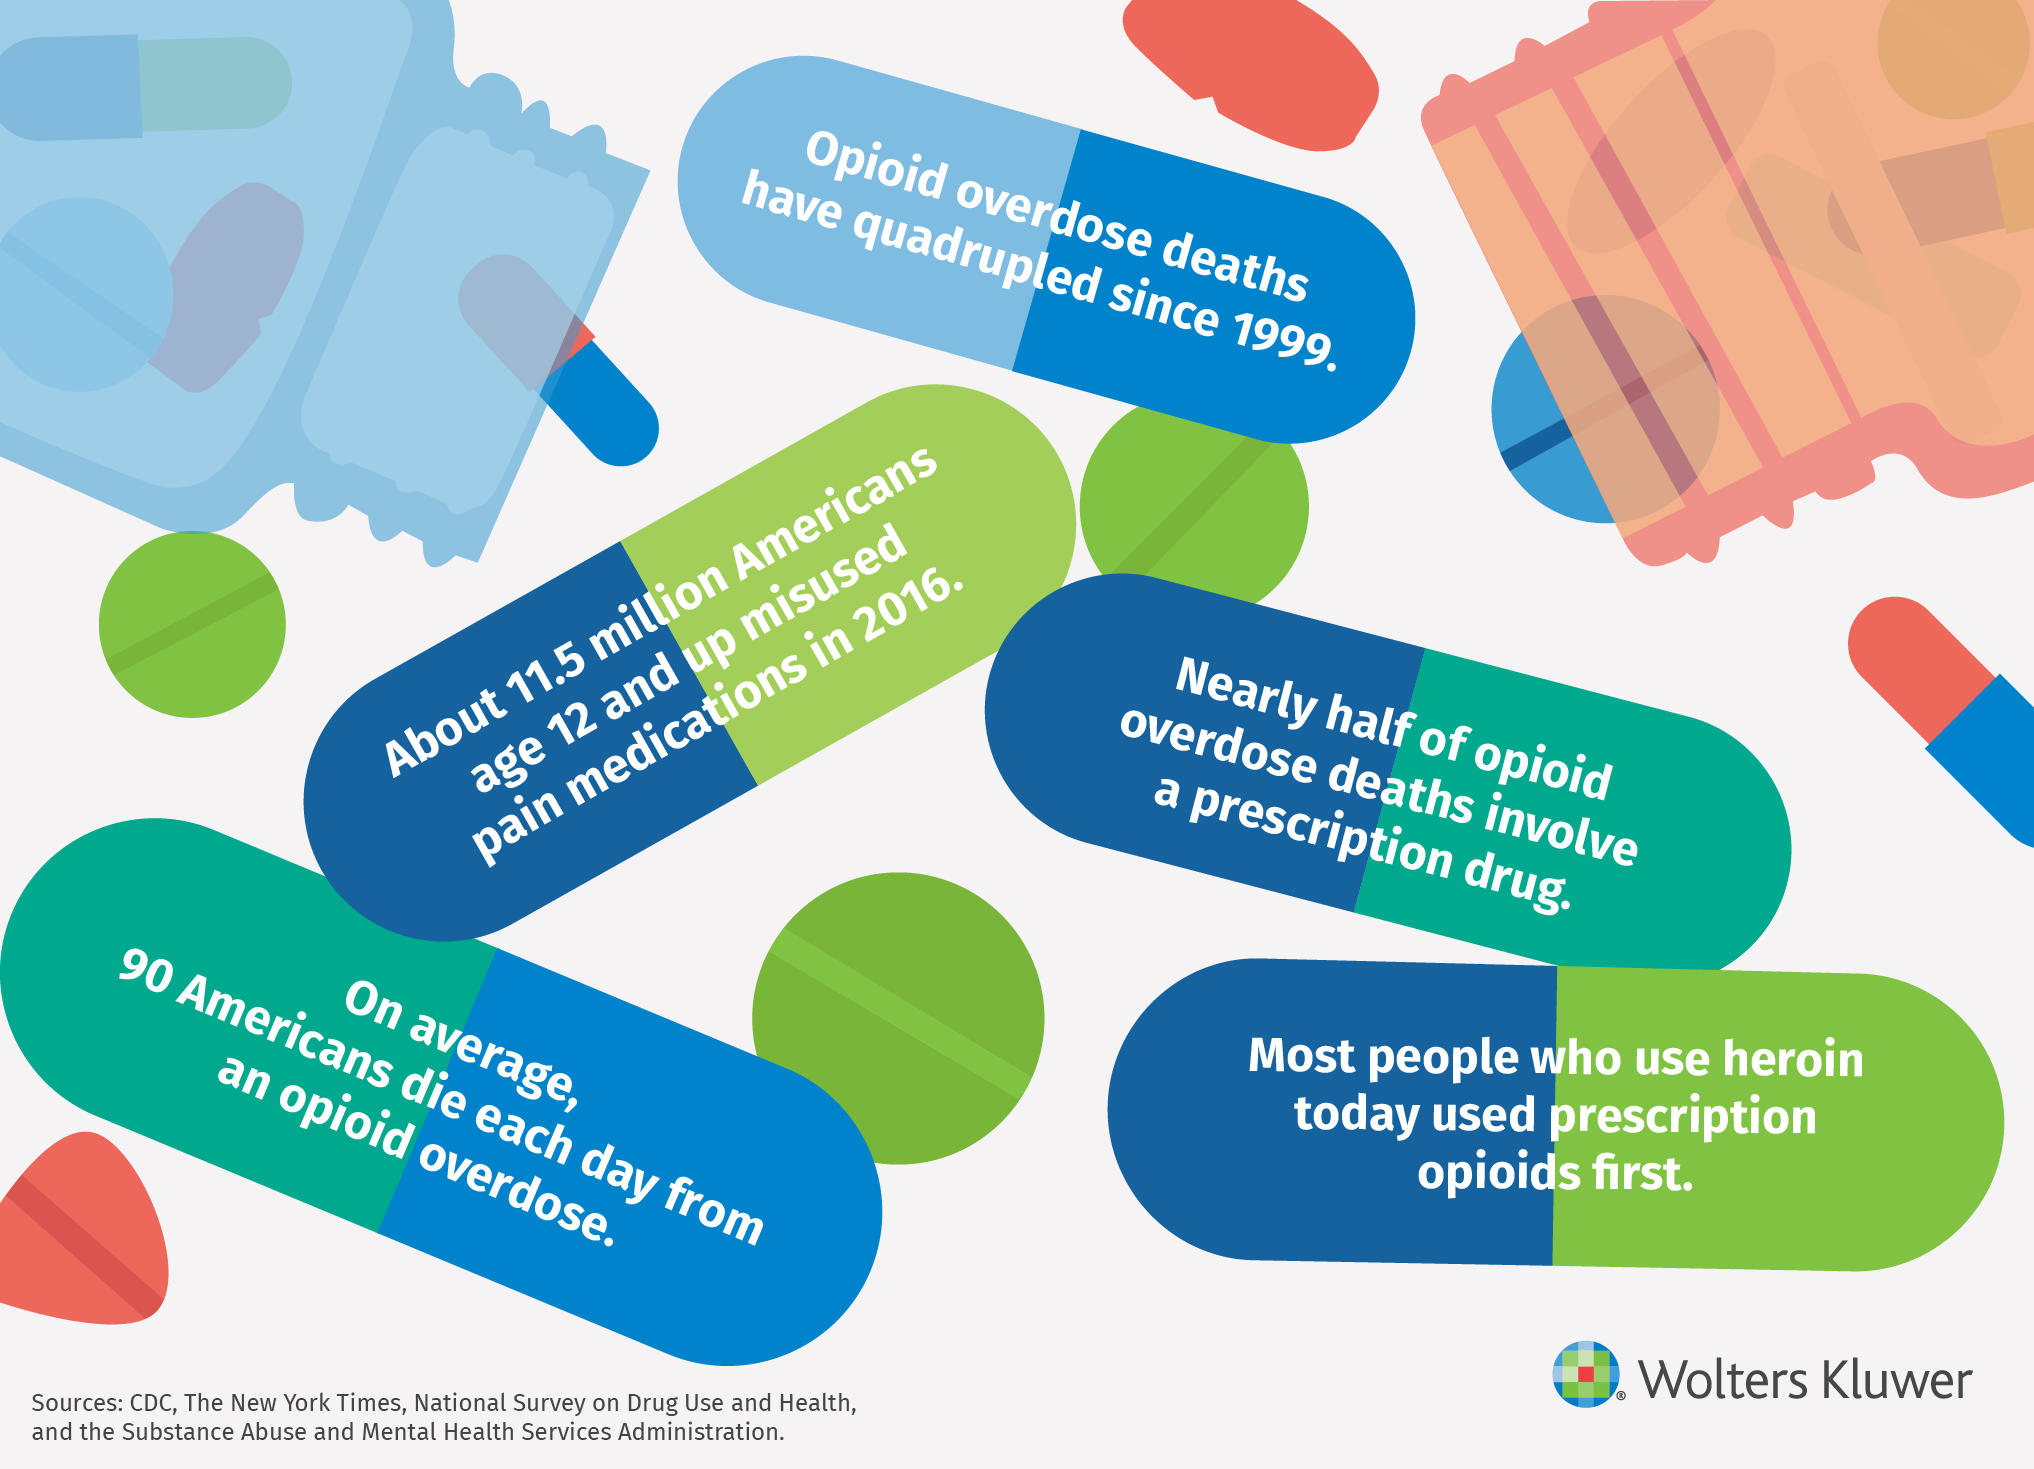 Opioid overdose deaths
have quadrupled since 1999.
About 11.5 million Americans
age 12 and up misused
pain medications in 2016.
Nearly half of opioid
overdose deaths involve
a prescription drug.
On average,
90 Americans die each day from
an opioid overdose.
Most people who use heroin
today used prescription
opioids first.
Sources: CDC, The New York Times, National Survey on Drug Use and Health,
and the Substance Abuse and Mental Health Services Administration.
® Wolters Kluwer